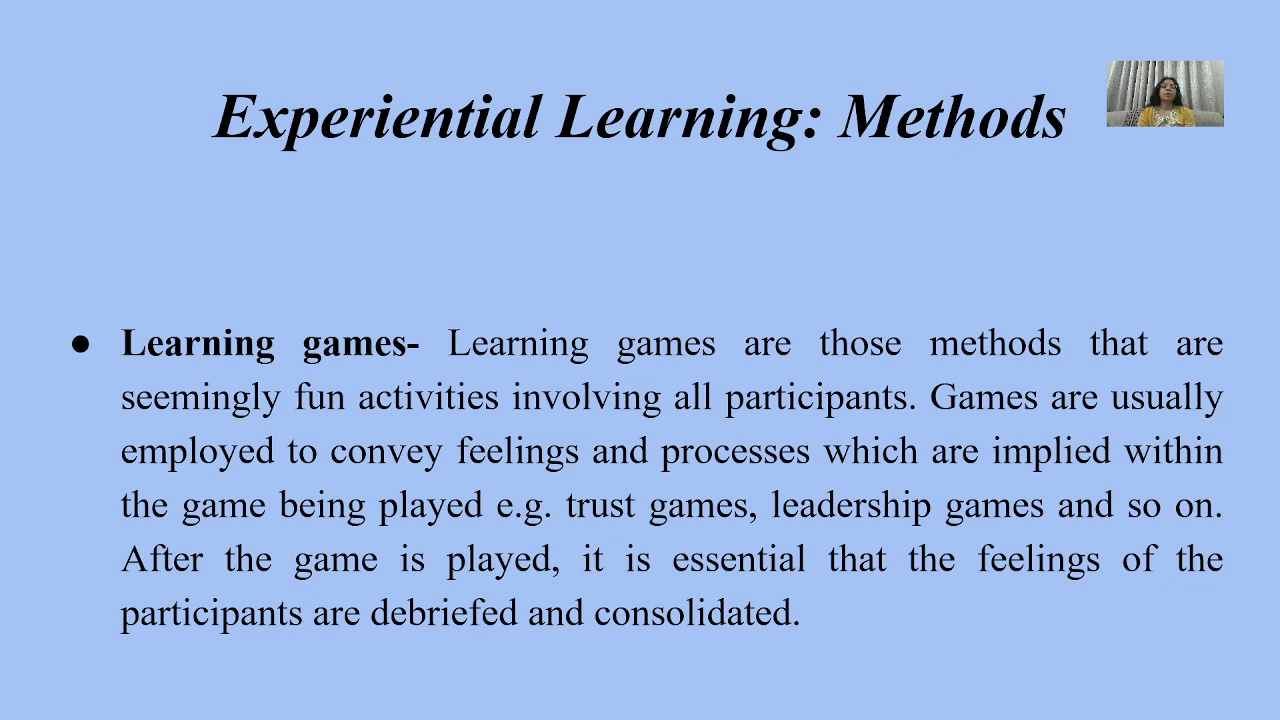 Experiential Learning: Methods
● Learning games- Learning games are those methods that are
seemingly fun activities involving all participants. Games are usually
employed to convey feelings and processes which are implied within
the game being played e.g. trust games, leadership games and so on.
After the game is played, it is essential that the feelings of the
participants are debriefed and consolidated.